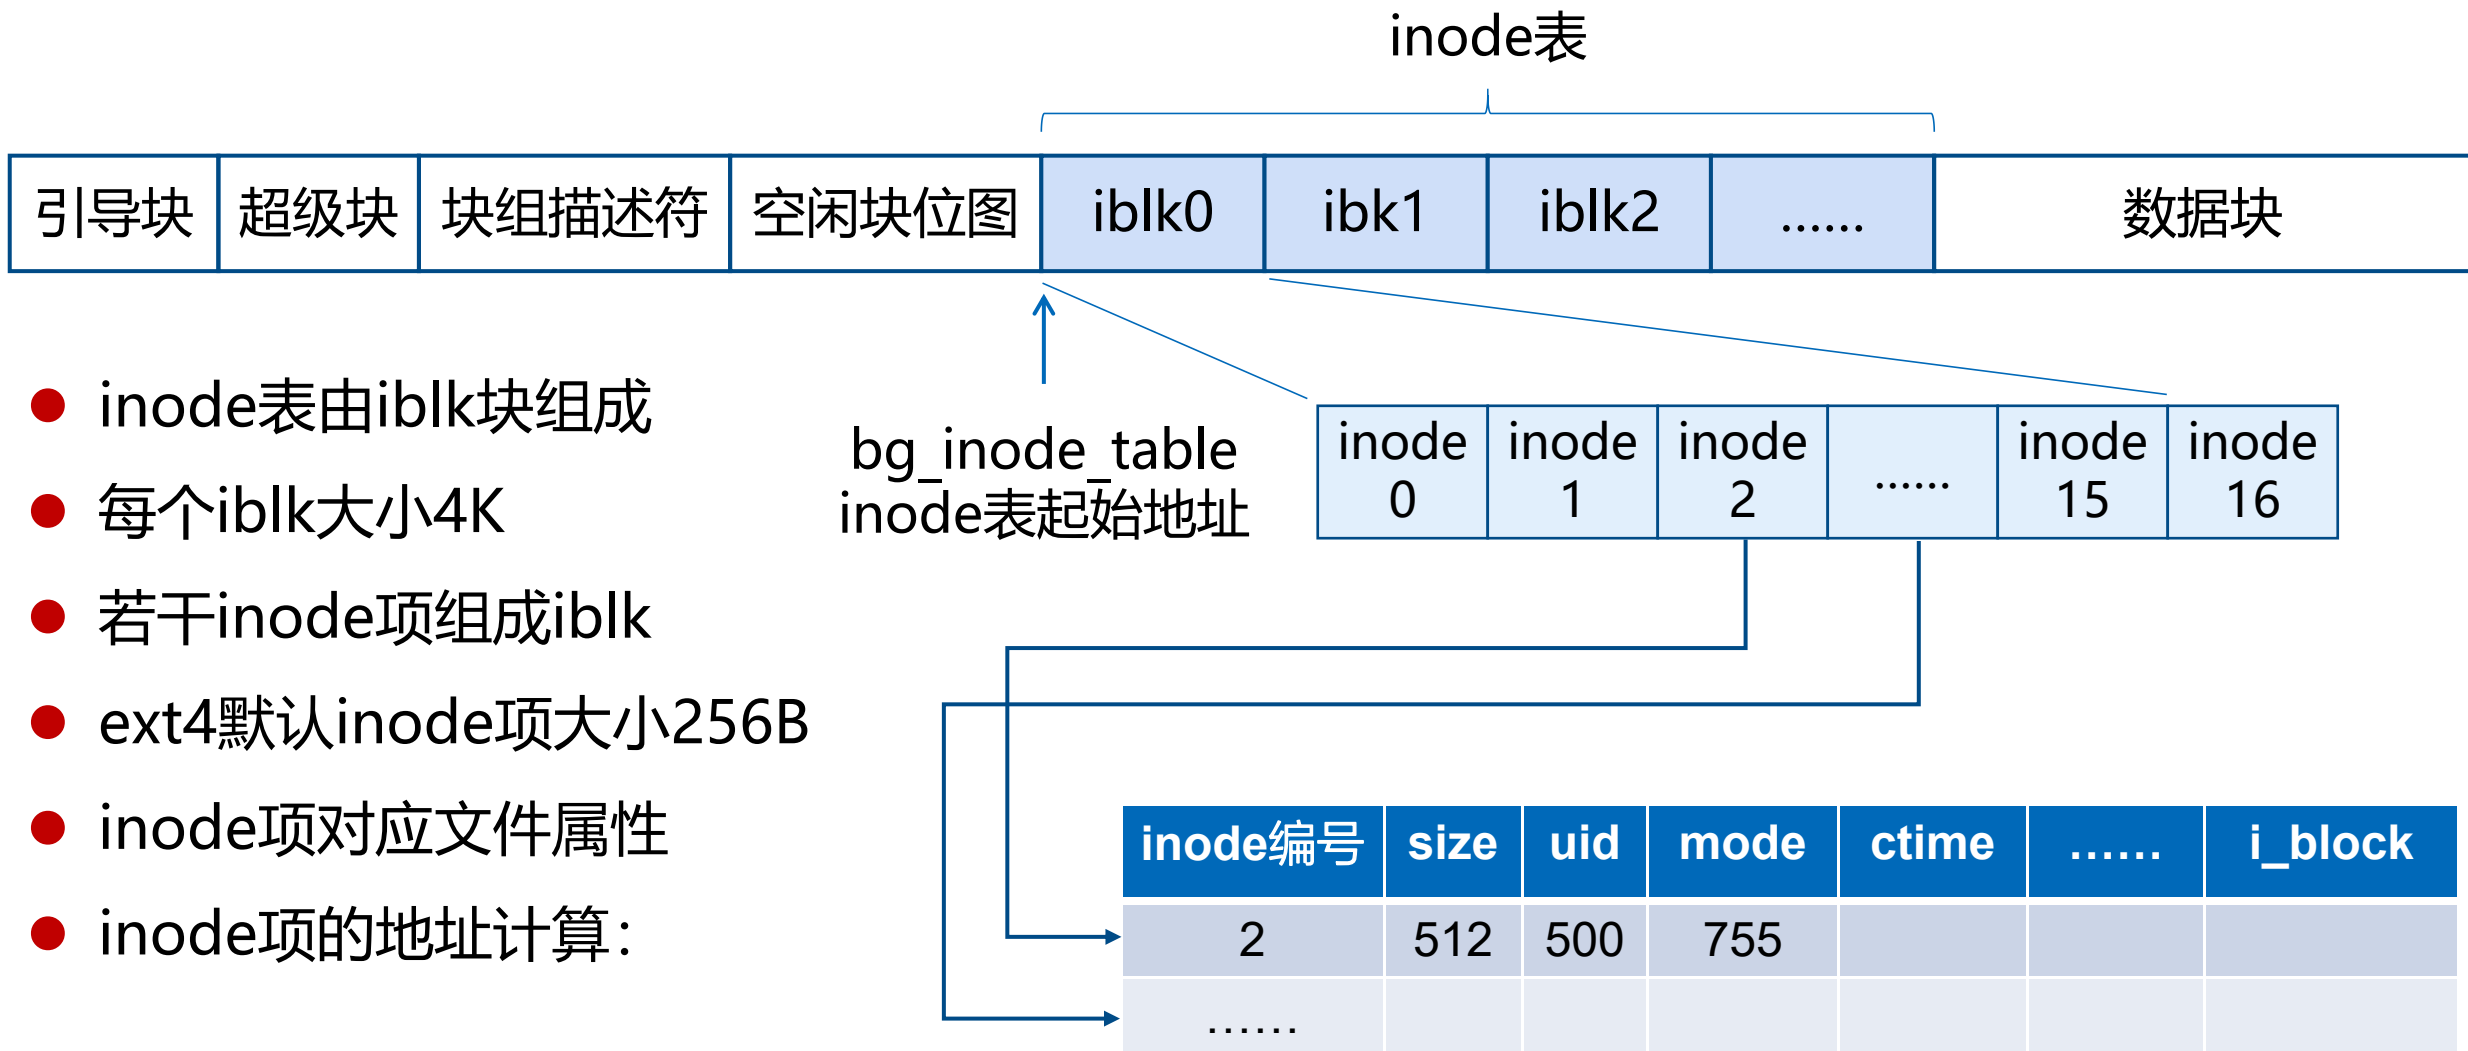 inode表
引导块 超级块 块组描述符 空闲块位图 iblk0 ibk1 iblk2 …… 数据块
inode表由iblk块组成
每个iblk大小4K
若干inode项组成iblk
ext4默认inode项大小256B
inode项对应文件属性
inode项的地址计算：
bg_inode_table
inode表起始地址
inode inode inode …… inode inode
0 1 2 15 16
inode编号 size uid mode ctime …… i_block
2 512 500 755
……